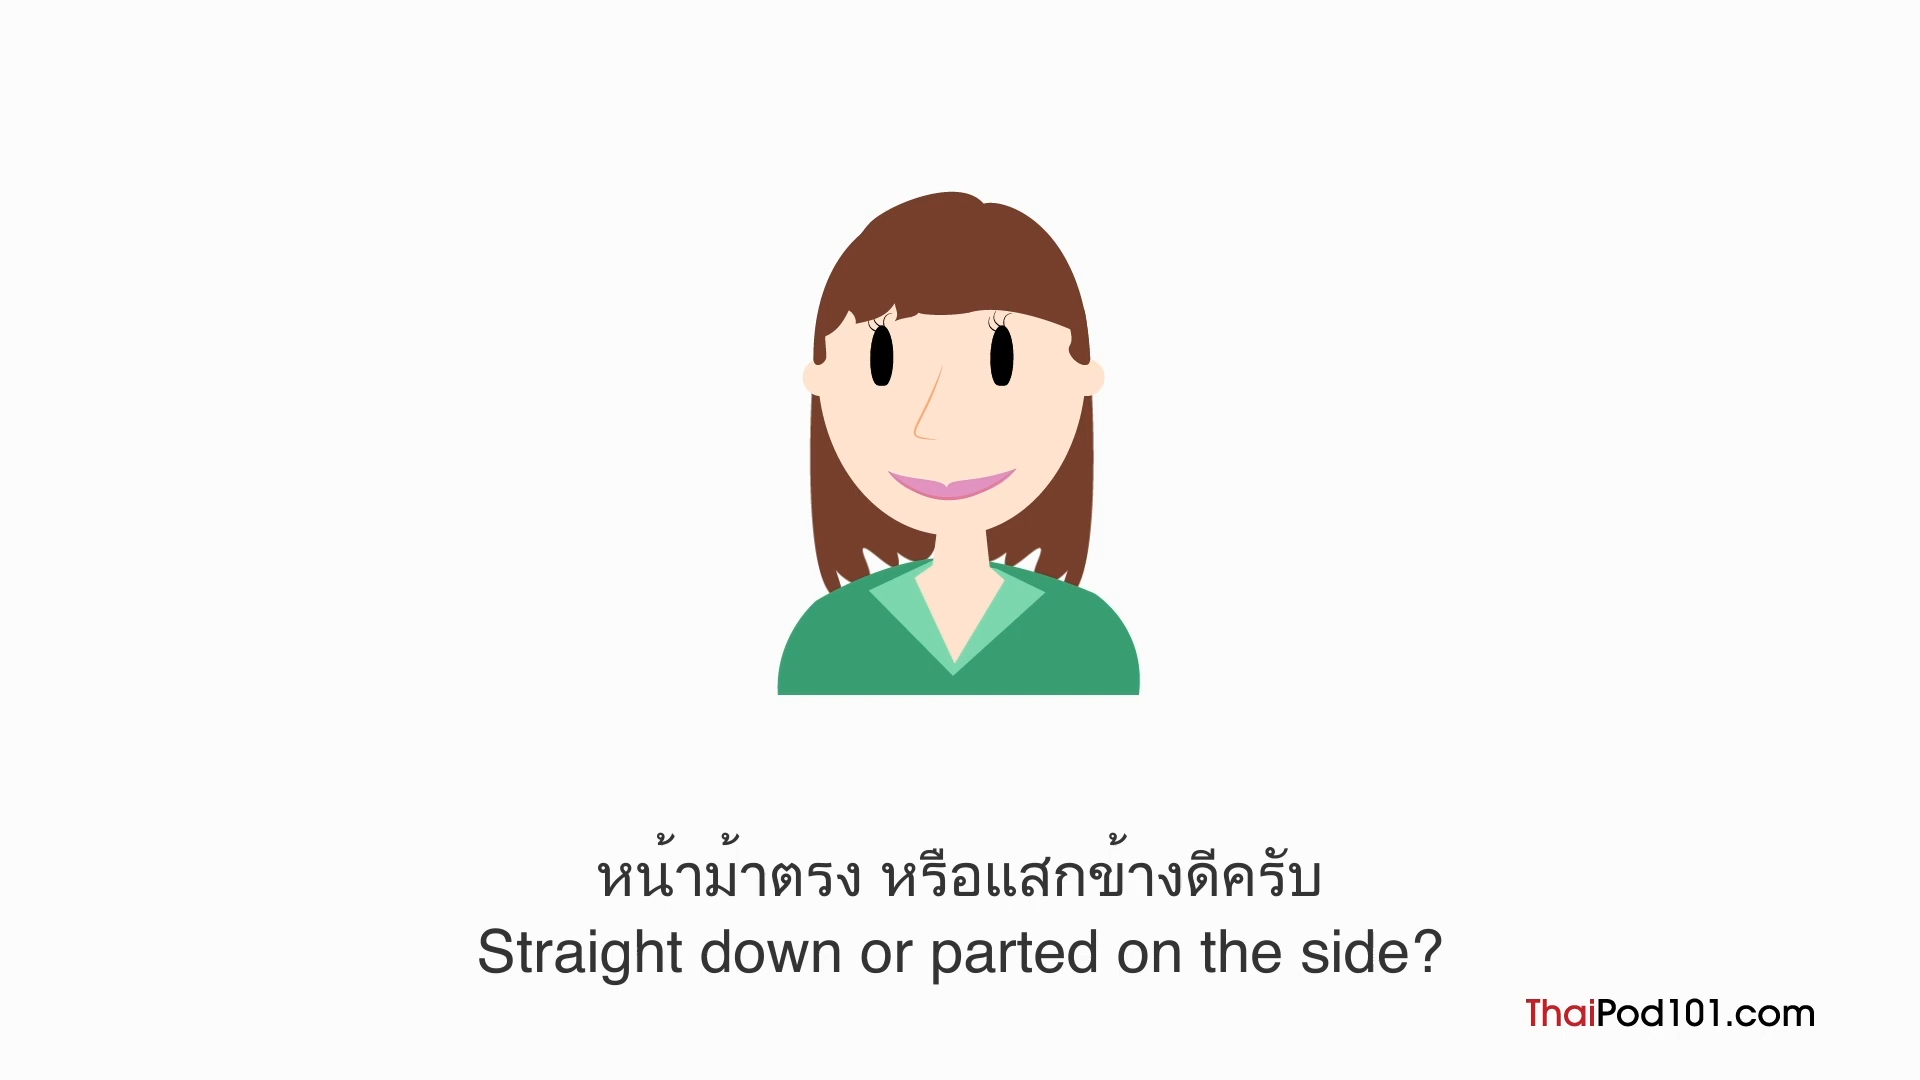 หน้าม้าตรง หรือแสกข้างดีครับ
Straight down or parted on the side?
ThaiPod101.com